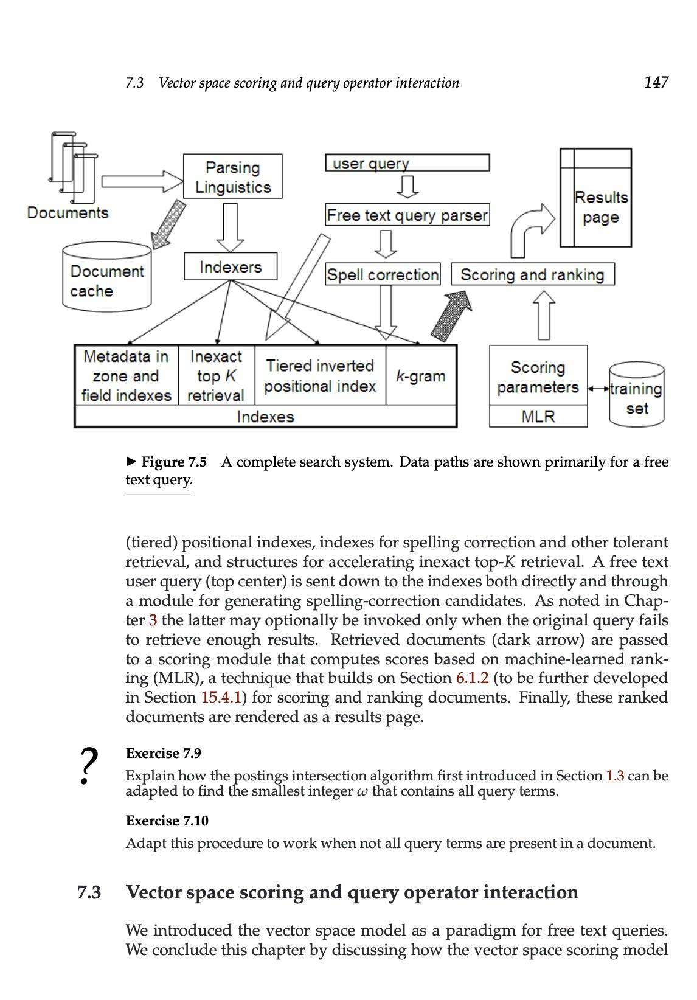 7.3 Vector space scoring and query operator interaction 147
Documents
Parsing
Linguistics
user query
Free text query parser
Results
page
Document
cache
Indexers
Spell correction
Scoring and ranking
Metadata in
zone and
field indexes
Inexact
top K
retrieval
Tiered inverted
positional index
k-gram
Indexes
Scoring
parameters
MLR
training
set
► Figure 7.5 A complete search system. Data paths are shown primarily for a free
text query.
(tiered) positional indexes, indexes for spelling correction and other tolerant
retrieval, and structures for accelerating inexact top-K retrieval. A free text
user query (top center) is sent down to the indexes both directly and through
a module for generating spelling-correction candidates. As noted in Chap-
ter 3 the latter may optionally be invoked only when the original query fails
to retrieve enough results. Retrieved documents (dark arrow) are passed
to a scoring module that computes scores based on machine-learned rank-
ing (MLR), a technique that builds on Section 6.1.2 (to be further developed
in Section 15.4.1) for scoring and ranking documents. Finally, these ranked
documents are rendered as a results page.
?
Exercise 7.9
Explain how the postings intersection algorithm first introduced in Section 1.3 can be
adapted to find the smallest integer ω that contains all query terms.
Exercise 7.10
Adapt this procedure to work when not all query terms are present in a document.
7.3 Vector space scoring and query operator interaction
We introduced the vector space model as a paradigm for free text queries.
We conclude this chapter by discussing how the vector space scoring model